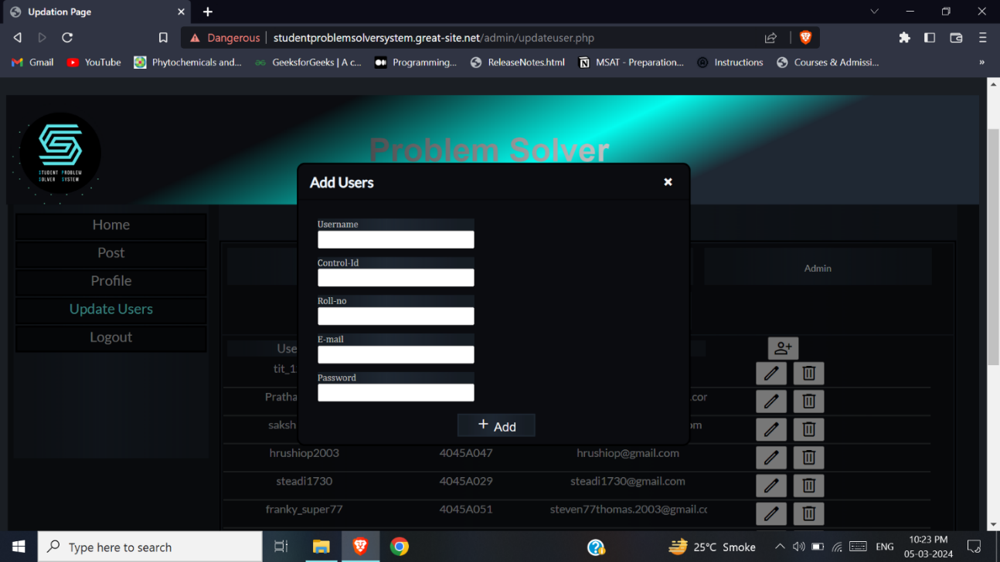 Updation Page
Dangerous studentproblemsolversystem.great-site.net/admin/updateuser.php
Gmail YouTube Phytochemicals and... GeeksforGeeks | A c... Programming... ReleaseNotes.html MSAT - Preparation... Instructions Courses & Admissi... »
STUDENT PROBLEM
SOLVER SYSTEM
Problem Solver
Home
Post
Profile
Update Users
Logout
Add Users
Username
Control-Id
Roll-no
E-mail
Password
+ Add
Admin
Use
tit_1
Pratha .cor
saksh om
hrushiop2003 4045A047 hrushiop@gmail.com
steadi1730 4045A029 steadi1730@gmail.com
franky_super77 4045A051 steven77thomas.2003@gmail.cc
Type here to search
25°C Smoke
ENG
10:23 PM
05-03-2024